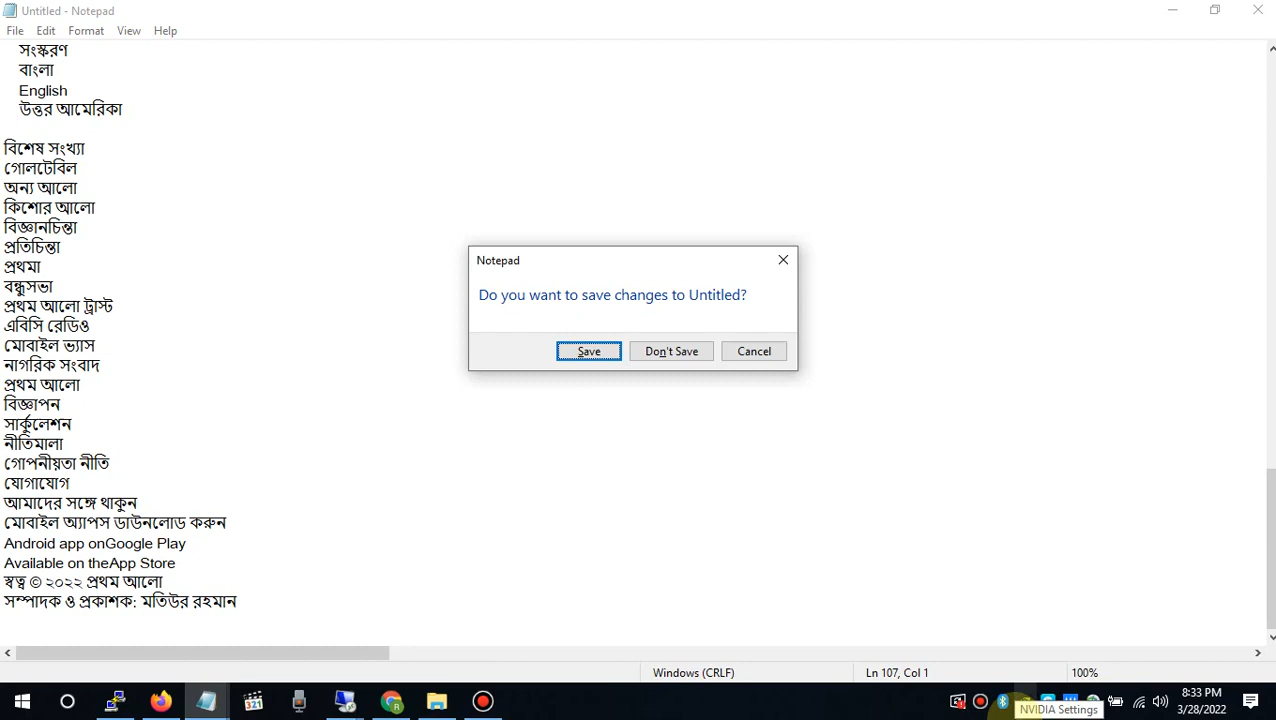 Untitled - Notepad
File Edit Format View Help
সংস্করণ
বাংলা
English
উত্তর আমেরিকা
বিশেষ সংখ্যা
গোলটেবিল
অন্য আলো
কিশোর আলো
বিজ্ঞানচিন্তা
প্রতিচিন্তা
প্রথমা
বন্ধুসভা
প্রথম আলো ট্রাস্ট
এবিসি রেডিও
মোবাইল ভ্যাস
নাগরিক সংবাদ
প্রথম আলো
বিজ্ঞাপন
সার্কুলেশন
নীতিমালা
গোপনীয়তা নীতি
যোগাযোগ
আমাদের সঙ্গে থাকুন
মোবাইল অ্যাপস ডাউনলোড করুন
Android app onGoogle Play
Available on theApp Store
স্বত্ব © ২০২২ প্রথম আলো
সম্পাদক ও প্রকাশক: মতিউর রহমান
Notepad
Do you want to save changes to Untitled?
Save Don't Save Cancel
Windows (CRLF) Ln 107, Col 1 100%
321
8:33 PM
3/28/2022
NVIDIA Settings